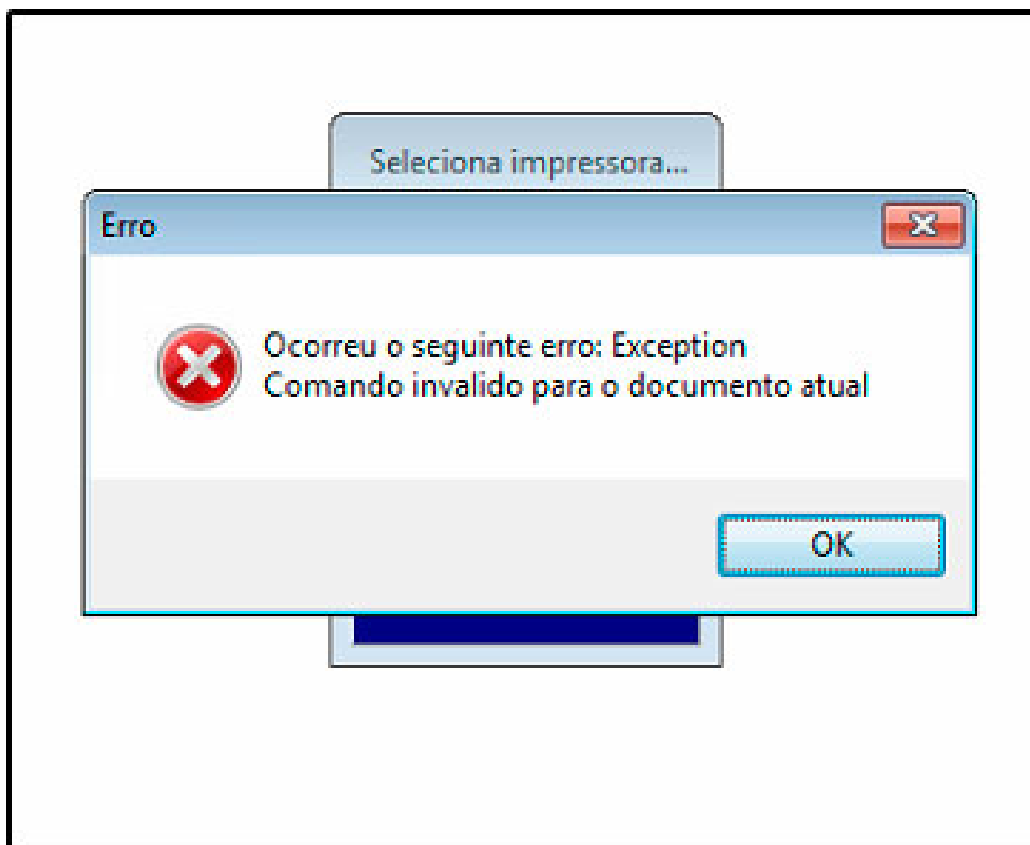 Seleciona impressora...
Erro
Ocorreu o seguinte erro: Exception
Comando invalido para o documento atual
OK